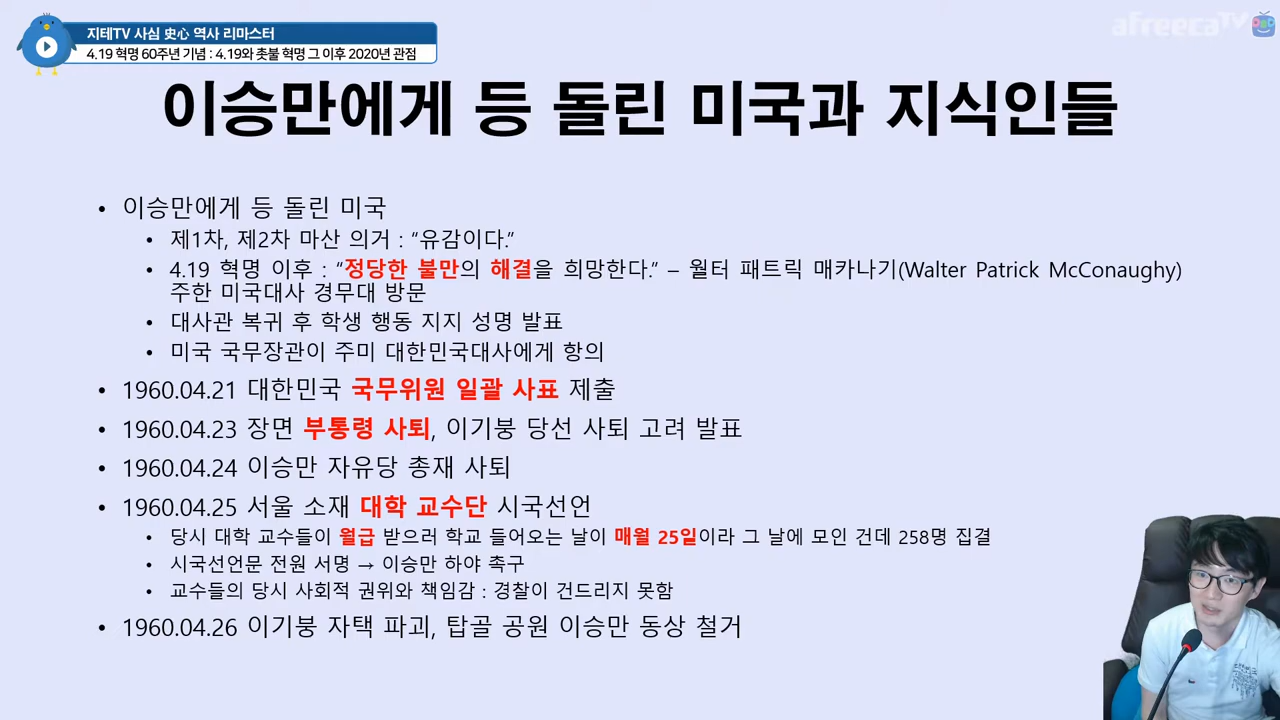 지테TV 사심 史心 역사 리마스터
4.19 혁명 60주년 기념 : 4.19와 촛불 혁명 그 이후 2020년 관점
afreecaTV
이승만에게 등 돌린 미국과 지식인들
• 이승만에게 등 돌린 미국
• 제1차, 제2차 마산 의거 : “유감이다.”
• 4.19 혁명 이후 : “정당한 불만의 해결을 희망한다.” – 월터 패트릭 매카나기(Walter Patrick McConaughy)
주한 미국대사 경무대 방문
• 대사관 복귀 후 학생 행동 지지 성명 발표
• 미국 국무장관이 주미 대한민국대사에게 항의
• 1960.04.21 대한민국 국무위원 일괄 사표 제출
• 1960.04.23 장면 부통령 사퇴, 이기붕 당선 사퇴 고려 발표
• 1960.04.24 이승만 자유당 총재 사퇴
• 1960.04.25 서울 소재 대학 교수단 시국선언
• 당시 대학 교수들이 월급 받으러 학교 들어오는 날이 매월 25일이라 그 날에 모인 건데 258명 집결
• 시국선언문 전원 서명 → 이승만 하야 촉구
• 교수들의 당시 사회적 권위와 책임감 : 경찰이 건드리지 못함
• 1960.04.26 이기붕 자택 파괴, 탑골 공원 이승만 동상 철거